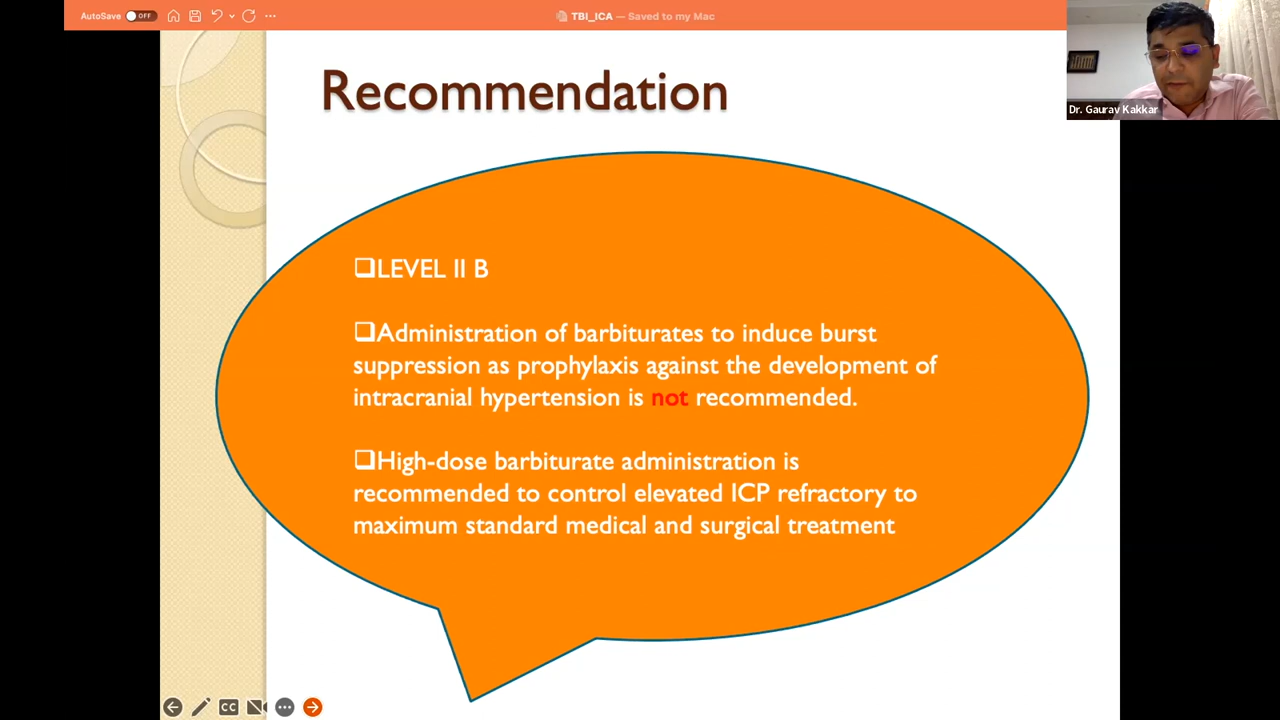 AutoSave OFF
TBI_ICA — Saved to my Mac
Dr. Gaurav Kakkar
Recommendation
❑LEVEL II B
❑Administration of barbiturates to induce burst
suppression as prophylaxis against the development of
intracranial hypertension is not recommended.
❑High-dose barbiturate administration is
recommended to control elevated ICP refractory to
maximum standard medical and surgical treatment
CC